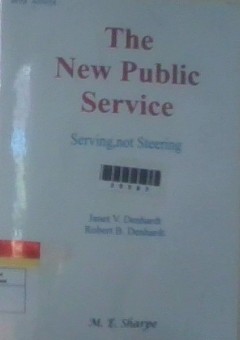 The
New Public
Service
Serving,not Steering
Janet V. Denhardt
Robert B. Denhardt
M. E. Sharpe